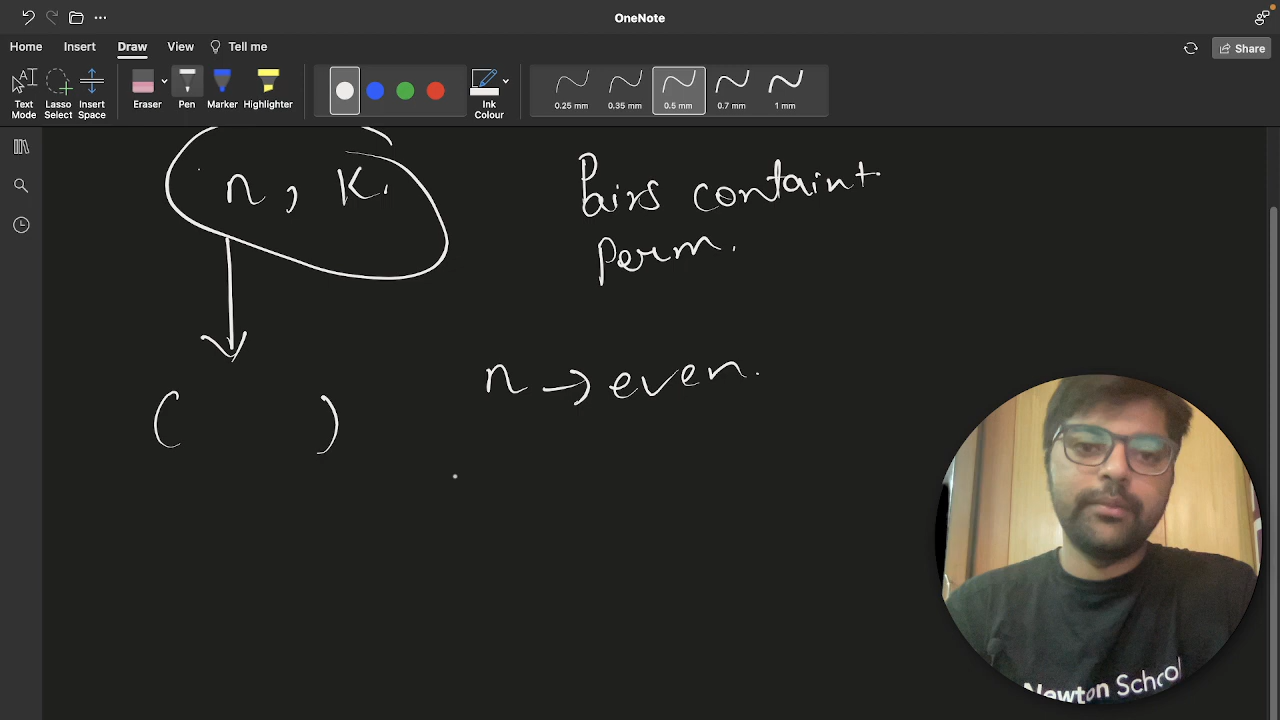 OneNote
Home Insert Draw View Tell me
Share
Text Mode
Lasso Select
Insert Space
Eraser
Pen
Marker
Highlighter
Ink Colour
0.25 mm
0.35 mm
0.5 mm
0.7 mm
1 mm
n, K.
Pairs containt
perm.
n → even.
( )
Newton School